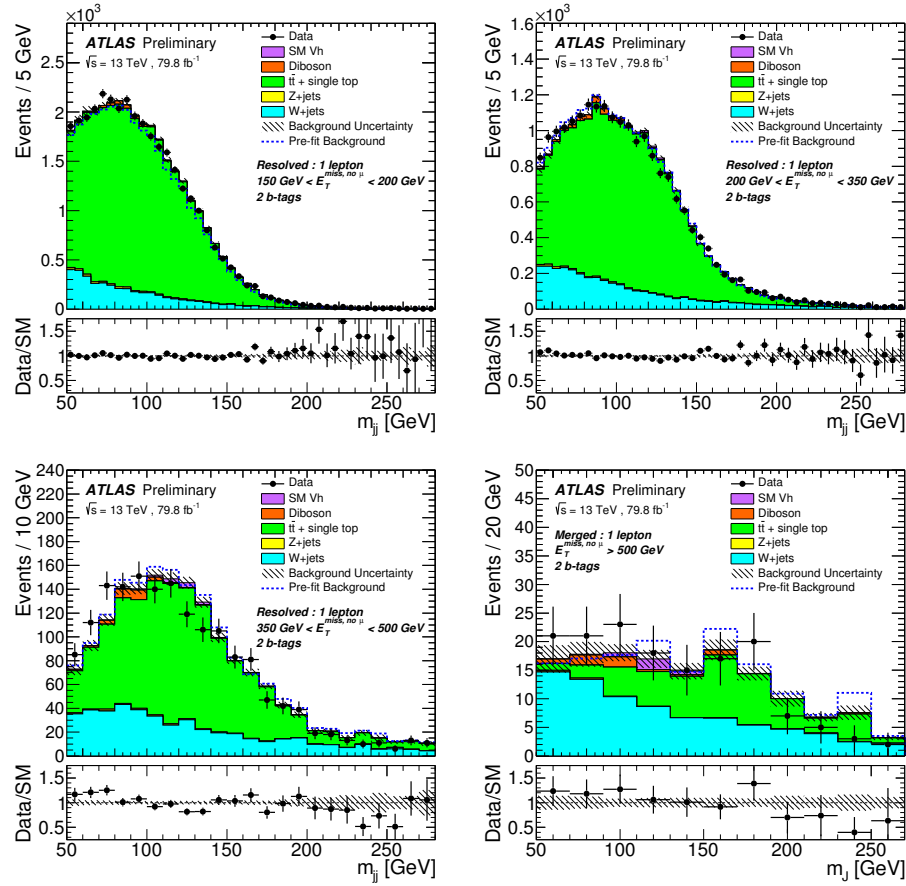 ×10³
2.5
2
1.5
1
0.5
0
Events / 5 GeV
ATLAS Preliminary
√s = 13 TeV , 79.8 fb⁻¹
Data
SM Vh
Diboson
tt̄ + single top
Z+jets
W+jets
Background Uncertainty
Pre-fit Background
Resolved : 1 lepton
150 GeV < E_T^{miss, no μ} < 200 GeV
2 b-tags
Data/SM
1.5
1
0.5
50 100 150 200 250
m_jj [GeV]
×10³
1.6
1.4
1.2
1
0.8
0.6
0.4
0.2
0
Events / 5 GeV
ATLAS Preliminary
√s = 13 TeV , 79.8 fb⁻¹
Data
SM Vh
Diboson
tt̄ + single top
Z+jets
W+jets
Background Uncertainty
Pre-fit Background
Resolved : 1 lepton
200 GeV < E_T^{miss, no μ} < 350 GeV
2 b-tags
Data/SM
1.5
1
0.5
50 100 150 200 250
m_jj [GeV]
240
220
200
180
160
140
120
100
80
60
40
20
0
Events / 10 GeV
ATLAS Preliminary
√s = 13 TeV , 79.8 fb⁻¹
Data
SM Vh
Diboson
tt̄ + single top
Z+jets
W+jets
Background Uncertainty
Pre-fit Background
Resolved : 1 lepton
350 GeV < E_T^{miss, no μ} < 500 GeV
2 b-tags
Data/SM
1.5
1
0.5
50 100 150 200 250
m_jj [GeV]
50
45
40
35
30
25
20
15
10
5
0
Events / 20 GeV
ATLAS Preliminary
√s = 13 TeV , 79.8 fb⁻¹
Merged : 1 lepton
E_T^{miss, no μ} > 500 GeV
2 b-tags
Data
SM Vh
Diboson
tt̄ + single top
Z+jets
W+jets
Background Uncertainty
Pre-fit Background
Data/SM
1.5
1
0.5
50 100 150 200 250
m_J [GeV]